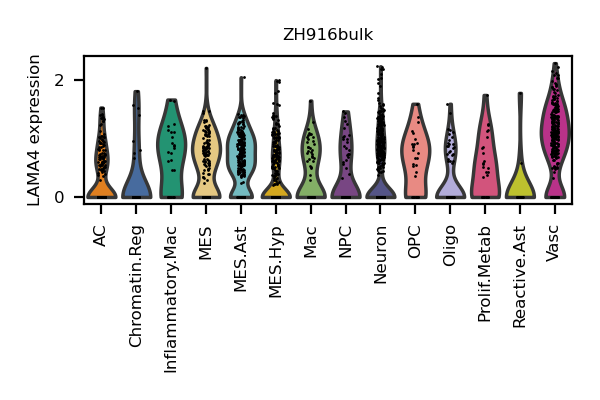 ZH916bulk
LAMA4 expression
2
0
AC
Chromatin.Reg
Inflammatory.Mac
MES
MES.Ast
MES.Hyp
Mac
NPC
Neuron
OPC
Oligo
Prolif.Metab
Reactive.Ast
Vasc